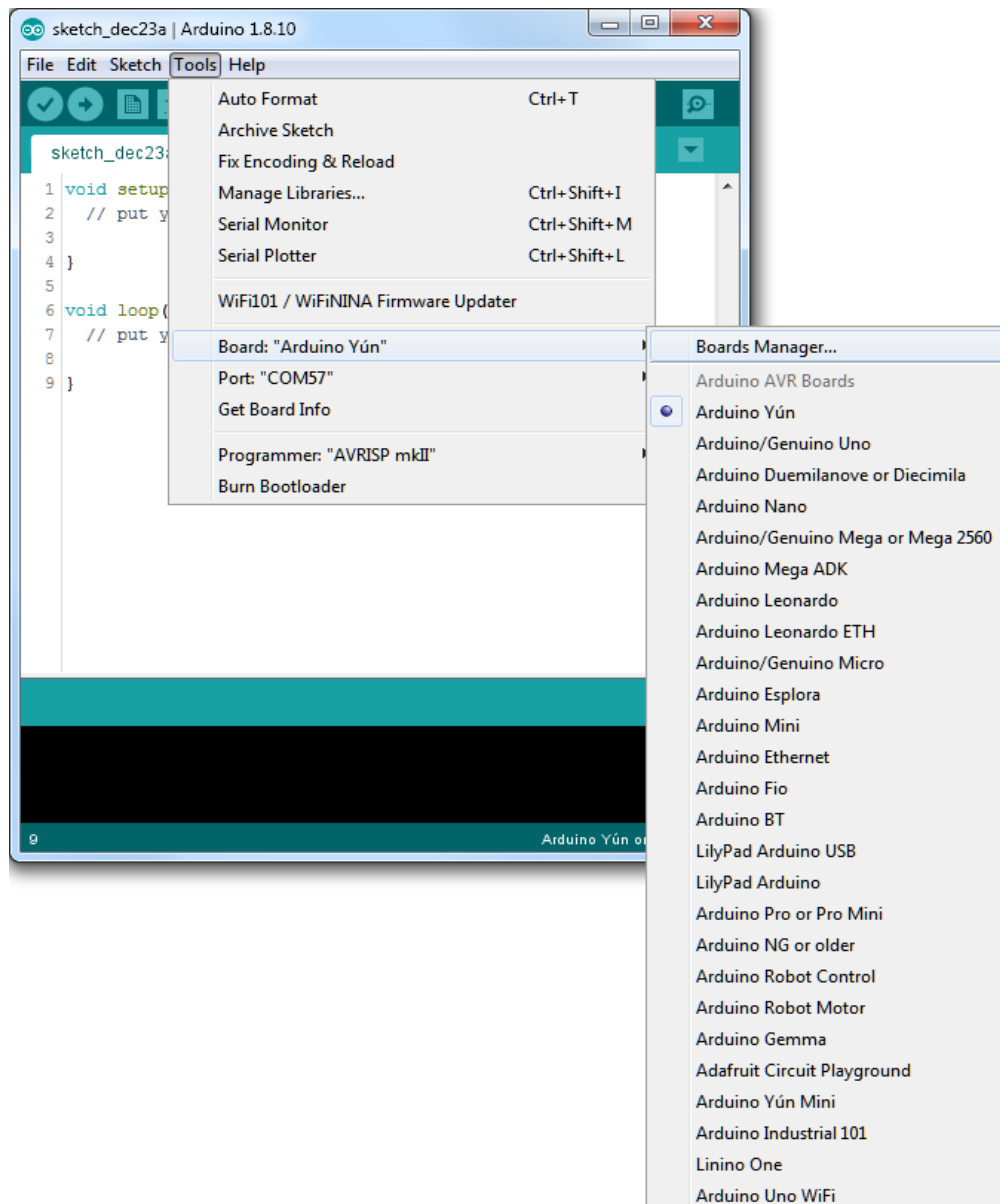 sketch_dec23a | Arduino 1.8.10
File Edit Sketch Tools Help
sketch_dec23a
1 void setup
2 // put y
3
4 }
5
6 void loop(
7 // put y
8
9 }
Auto Format Ctrl+T
Archive Sketch
Fix Encoding & Reload
Manage Libraries... Ctrl+Shift+I
Serial Monitor Ctrl+Shift+M
Serial Plotter Ctrl+Shift+L
WiFi101 / WiFiNINA Firmware Updater
Board: "Arduino Yún"
Port: "COM57"
Get Board Info
Programmer: "AVRISP mkII"
Burn Bootloader
Boards Manager...
Arduino AVR Boards
Arduino Yún
Arduino/Genuino Uno
Arduino Duemilanove or Diecimila
Arduino Nano
Arduino/Genuino Mega or Mega 2560
Arduino Mega ADK
Arduino Leonardo
Arduino Leonardo ETH
Arduino/Genuino Micro
Arduino Esplora
Arduino Mini
Arduino Ethernet
Arduino Fio
Arduino BT
LilyPad Arduino USB
LilyPad Arduino
Arduino Pro or Pro Mini
Arduino NG or older
Arduino Robot Control
Arduino Robot Motor
Arduino Gemma
Adafruit Circuit Playground
Arduino Yún Mini
Arduino Industrial 101
Linino One
Arduino Uno WiFi
9 Arduino Yún o